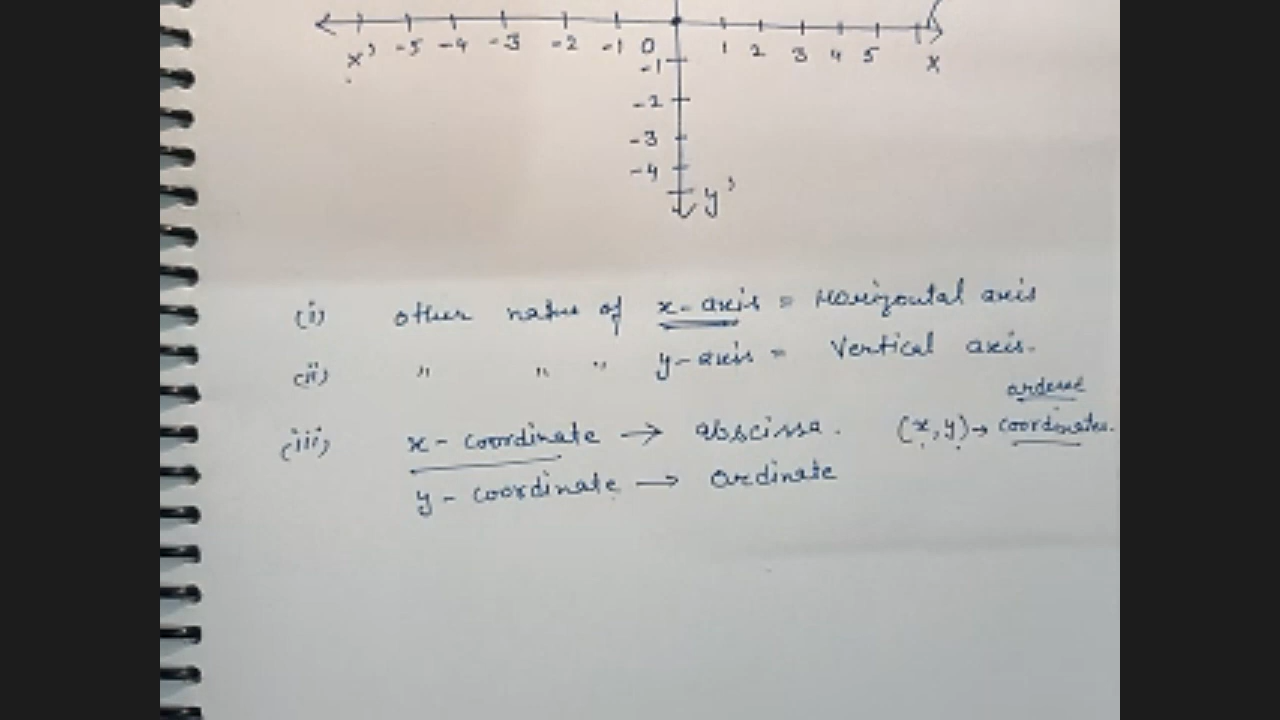 x' -5 -4 -3 -2 -1 0 1 2 3 4 5 x
-1
-2
-3
-4
y'
(i) other name of x-axis = Horizontal axis
(ii) " " " y-axis = Vertical axis.
(iii) x-coordinate → abscissa. (x,y) → coordinates.
y-coordinate → ordinate